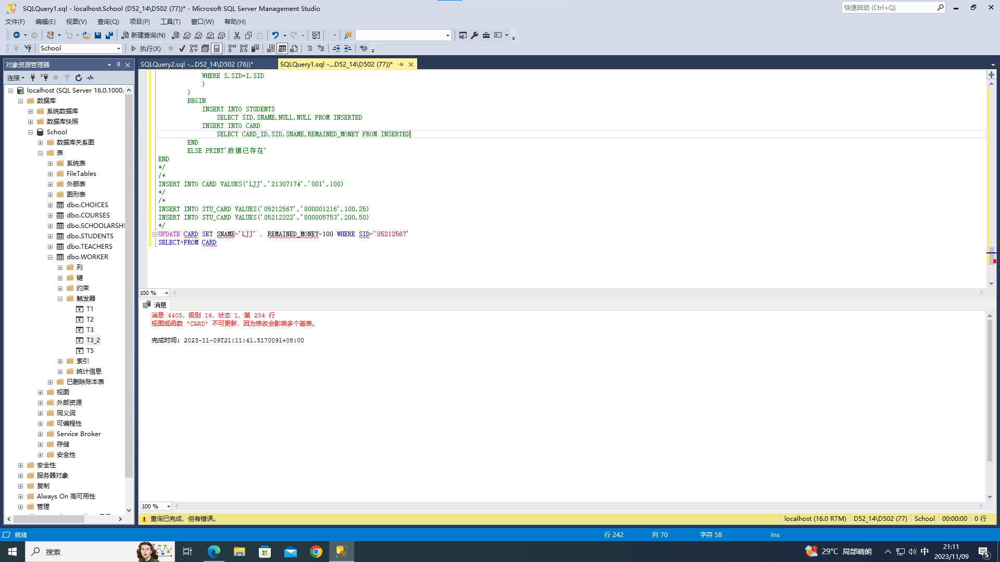 SQLQuery1.sql - localhost.School (D52_14\D502 (77))* - Microsoft SQL Server Management Studio
快速启动 (Ctrl+Q)
文件(F) 编辑(E) 视图(V) 查询(Q) 项目(P) 工具(T) 窗口(W) 帮助(H)
新建查询(N) MDX DMX XMLA DAX
School 执行(X)
对象资源管理器
SQLQuery2.sql -...D52_14\D502 (76))* SQLQuery1.sql -...D52_14\D502 (77))*
连接
localhost (SQL Server 16.0.1000.
数据库
系统数据库
数据库快照
School
数据库关系图
表
系统表
FileTables
外部表
图形表
dbo.CHOICES
dbo.COURSES
dbo.SCHOOLARSHI
dbo.STUDENTS
dbo.TEACHERS
dbo.WORKER
列
键
约束
触发器
T1
T2
T3
T3_2
T5
索引
统计信息
已删除账本表
视图
外部资源
同义词
可编程性
Service Broker
存储
安全性
安全性
服务器对象
复制
Always On 高可用性
管理
WHERE S.SID=I.SID
)
)
BEGIN
INSERT INTO STUDENTS
SELECT SID,SNAME,NULL,NULL FROM INSERTED
INSERT INTO CARD
SELECT CARD_ID,SID,SNAME,REMAINED_MONEY FROM INSERTED
END
ELSE PRINT'数据已存在'
END
*/
/*
INSERT INTO CARD VALUES('LJJ','21307174','001',100)
*/
/*
INSERT INTO STU_CARD VALUES('05212567','800001216',100.25)
INSERT INTO STU_CARD VALUES('05212222','800005753',200.50)
*/
UPDATE CARD SET SNAME='LJJ' , REMAINED_MONEY=100 WHERE SID='05212567'
SELECT*FROM CARD
100 %
消息
消息 4405，级别 16，状态 1，第 254 行
视图或函数 'CARD' 不可更新，因为修改会影响多个基表。
完成时间: 2023-11-09T21:11:41.5170091+08:00
100 %
查询已完成，但有错误。 localhost (16.0 RTM) D52_14\D502 (77) School 00:00:00 0 行
就绪 行 242 列 70 字符 58 Ins
搜索 1 29°C 局部晴朗 中 21:11
2023/11/09 5